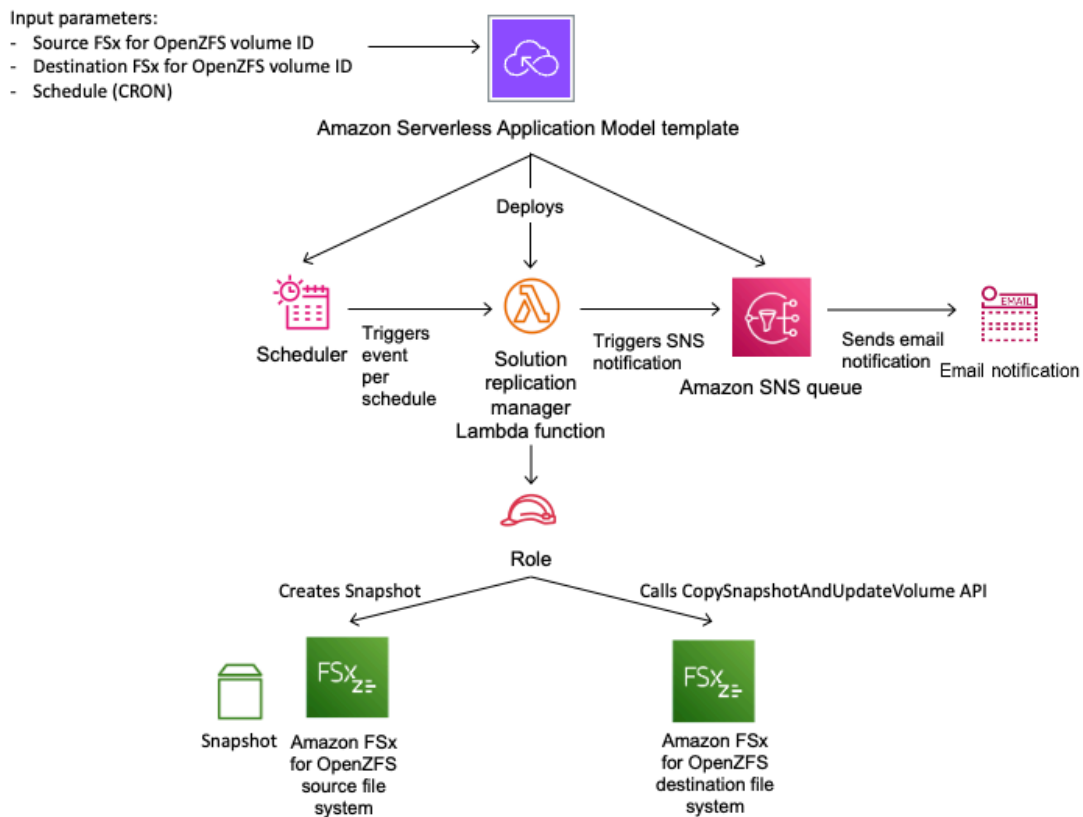 Input parameters:
- Source FSx for OpenZFS volume ID
- Destination FSx for OpenZFS volume ID
- Schedule (CRON)
Amazon Serverless Application Model template
Deploys
Scheduler
Triggers
event
per
schedule
Solution
replication
manager
Lambda function
Triggers SNS
notification
Amazon SNS queue
Sends email
notification
EMAIL
Email notification
Role
Creates Snapshot
Calls CopySnapshotAndUpdateVolume API
FSx
Z
FSx
Z
Snapshot
Amazon FSx
for OpenZFS
source file
system
Amazon FSx
for OpenZFS
destination file
system